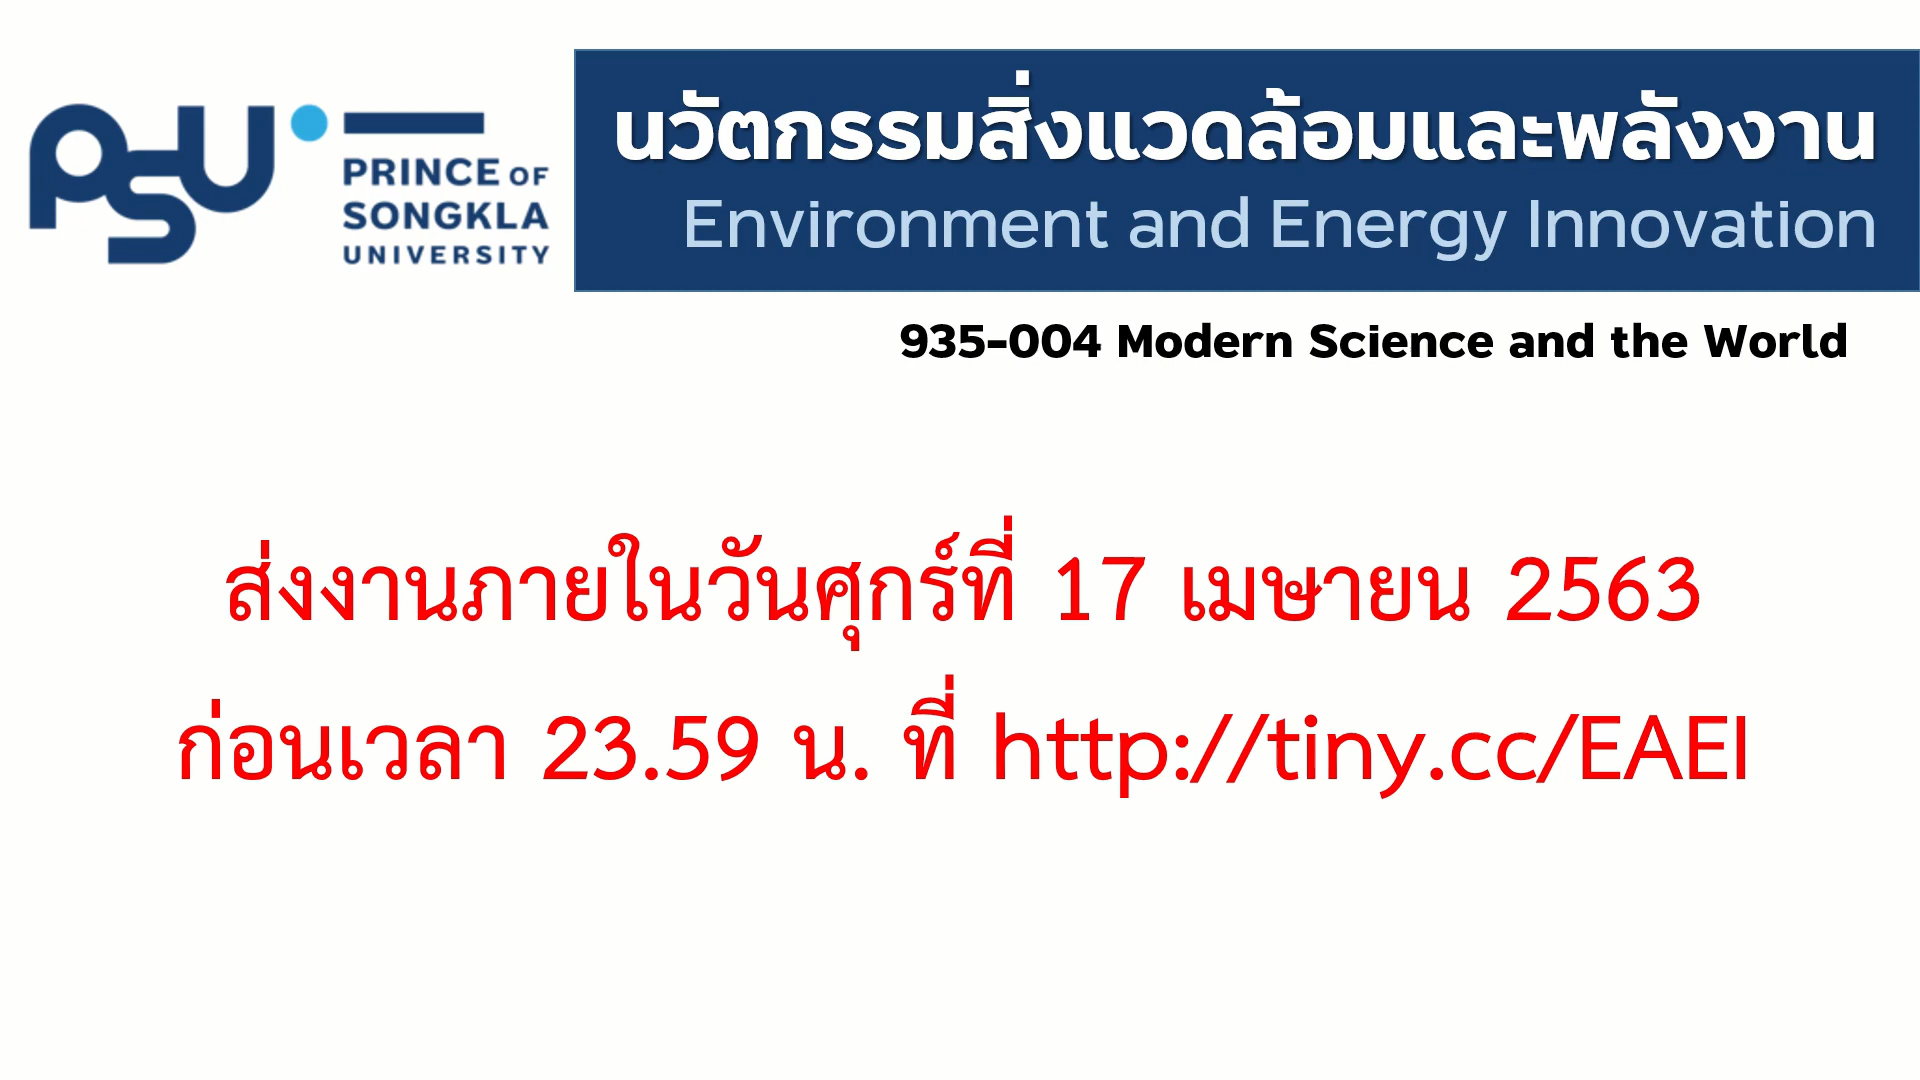 PSU
PRINCE OF
SONGKLA
UNIVERSITY
นวัตกรรมสิ่งแวดล้อมและพลังงาน
Environment and Energy Innovation
935-004 Modern Science and the World
ส่งงานภายในวันศุกร์ที่ 17 เมษายน 2563
ก่อนเวลา 23.59 น. ที่ http://tiny.cc/EAEI